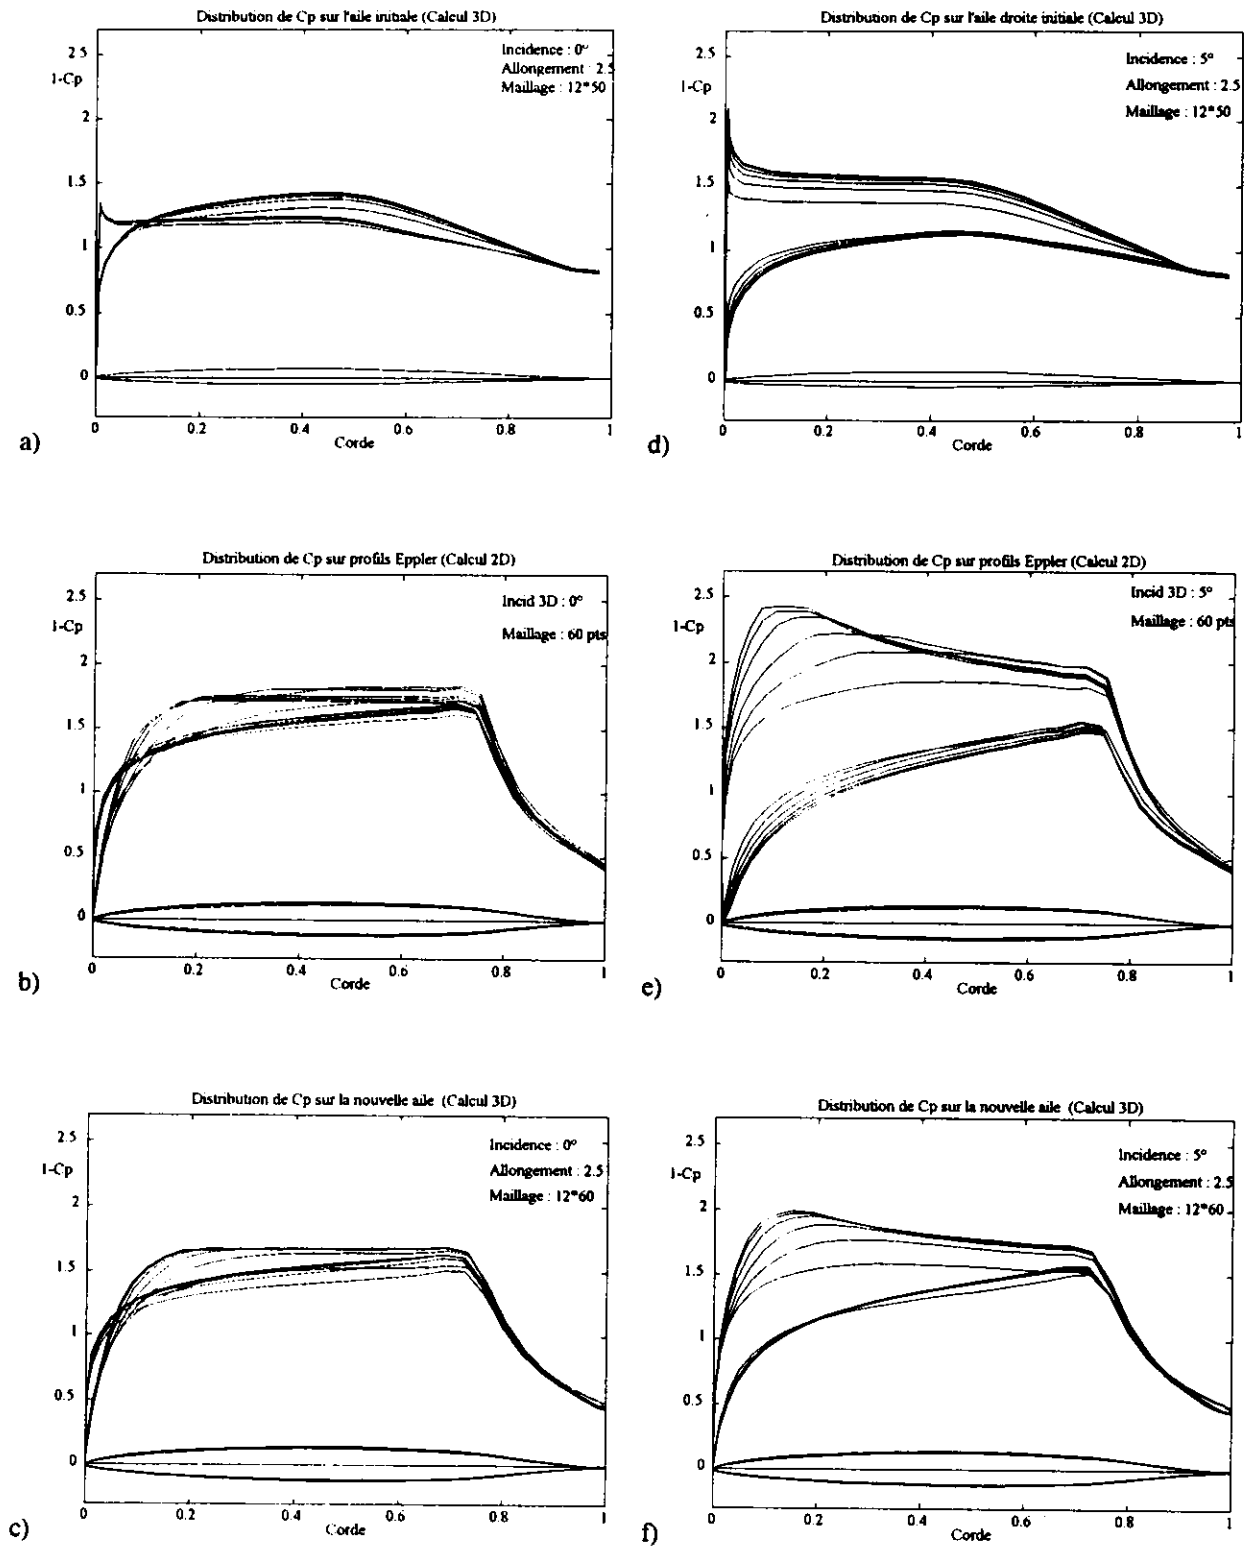 Distribution de Cp sur l'aile initiale (Calcul 3D)
2.5
1-Cp
2
1.5
1
0.5
0
Incidence : 0°
Allongement : 2.5
Maillage : 12*50
0 0.2 0.4 0.6 0.8 1
Corde
a)
Distribution de Cp sur l'aile droite initiale (Calcul 3D)
2.5
1-Cp
2
1.5
1
0.5
0
Incidence : 5°
Allongement : 2.5
Maillage : 12*50
0 0.2 0.4 0.6 0.8 1
Corde
d)
Distribution de Cp sur profils Eppler (Calcul 2D)
2.5
1-Cp
2
1.5
1
0.5
0
Incid 3D : 0°
Maillage : 60 pts
0 0.2 0.4 0.6 0.8 1
Corde
b)
Distribution de Cp sur profils Eppler (Calcul 2D)
2.5
1-Cp
2
1.5
1
0.5
0
Incid 3D : 5°
Maillage : 60 pts
0 0.2 0.4 0.6 0.8 1
Corde
e)
Distribution de Cp sur la nouvelle aile (Calcul 3D)
2.5
1-Cp
2
1.5
1
0.5
0
Incidence : 0°
Allongement : 2.5
Maillage : 12*60
0 0.2 0.4 0.6 0.8 1
Corde
c)
Distribution de Cp sur la nouvelle aile (Calcul 3D)
2.5
1-Cp
2
1.5
1
0.5
0
Incidence : 5°
Allongement : 2.5
Maillage : 12*60
0 0.2 0.4 0.6 0.8 1
Corde
f)